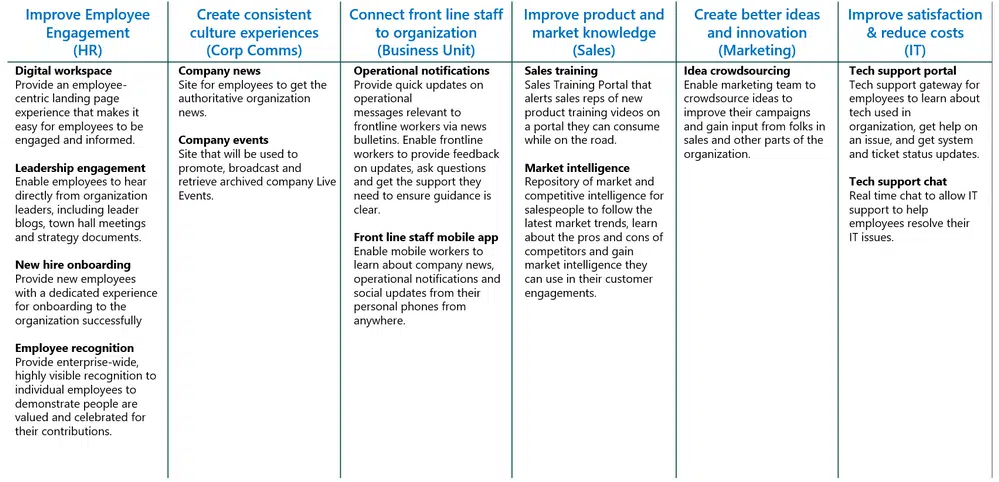 Improve Employee
Engagement
(HR)
Digital workspace
Provide an employee-
centric landing page
experience that makes it
easy for employees to be
engaged and informed.
Leadership engagement
Enable employees to hear
directly from organization
leaders, including leader
blogs, town hall meetings
and strategy documents.
New hire onboarding
Provide new employees
with a dedicated experience
for onboarding to the
organization successfully
Employee recognition
Provide enterprise-wide,
highly visible recognition to
individual employees to
demonstrate people are
valued and celebrated for
their contributions.
Create consistent
culture experiences
(Corp Comms)
Company news
Site for employees to get the
authoritative organization
news.
Company events
Site that will be used to
promote, broadcast and
retrieve archived company Live
Events.
Connect front line staff
to organization
(Business Unit)
Operational notifications
Provide quick updates on
operational
messages relevant to
frontline workers via news
bulletins. Enable frontline
workers to provide feedback
on updates, ask questions
and get the support they
need to ensure guidance is
clear.
Front line staff mobile app
Enable mobile workers to
learn about company news,
operational notifications and
social updates from their
personal phones from
anywhere.
Improve product and
market knowledge
(Sales)
Sales training
Sales Training Portal that
alerts sales reps of new
product training videos on
a portal they can consume
while on the road.
Market intelligence
Repository of market and
competitive intelligence for
salespeople to follow the
latest market trends, learn
about the pros and cons of
competitors and gain
market intelligence they
can use in their customer
engagements.
Create better ideas
and innovation
(Marketing)
Idea crowdsourcing
Enable marketing team to
crowdsource ideas to
improve their campaigns
and gain input from folks in
sales and other parts of the
organization.
Improve satisfaction
& reduce costs
(IT)
Tech support portal
Tech support gateway for
employees to learn about
tech used in
organization, get help on
an issue, and get system
and ticket status updates.
Tech support chat
Real time chat to allow IT
support to help
employees resolve their
IT issues.